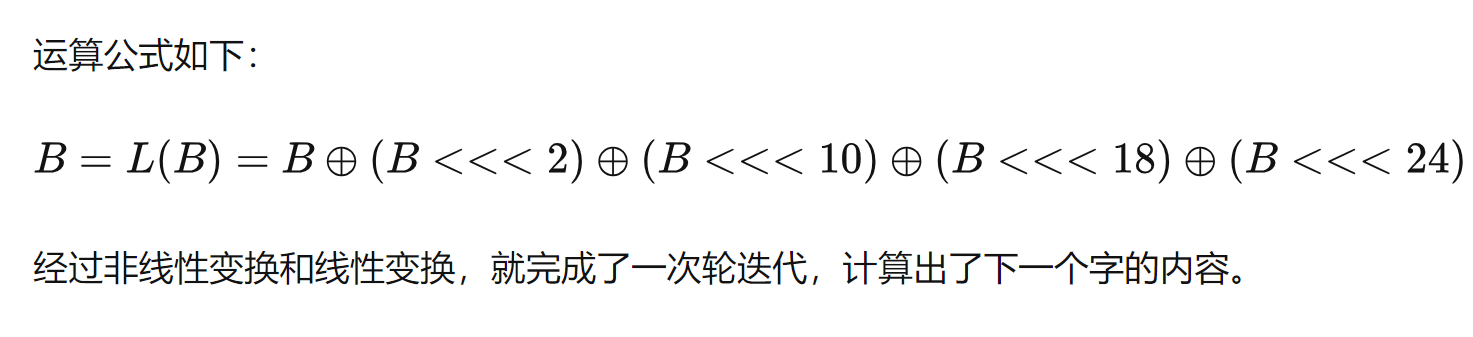 运算公式如下：
B = L(B) = B ⊕ (B <<< 2) ⊕ (B <<< 10) ⊕ (B <<< 18) ⊕ (B <<< 24)
经过非线性变换和线性变换，就完成了一次轮迭代，计算出了下一个字的内容。